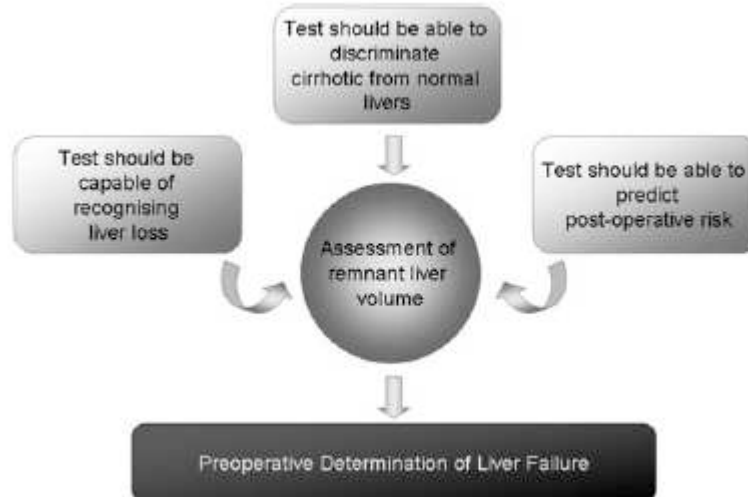 Test should be able to
discriminate
cirrhotic from normal
livers
Test should be
capable of
recognising
liver loss
Test should be able to
predict
post-operative risk
Assessment of
remnant liver
volume
Preoperative Determination of Liver Failure